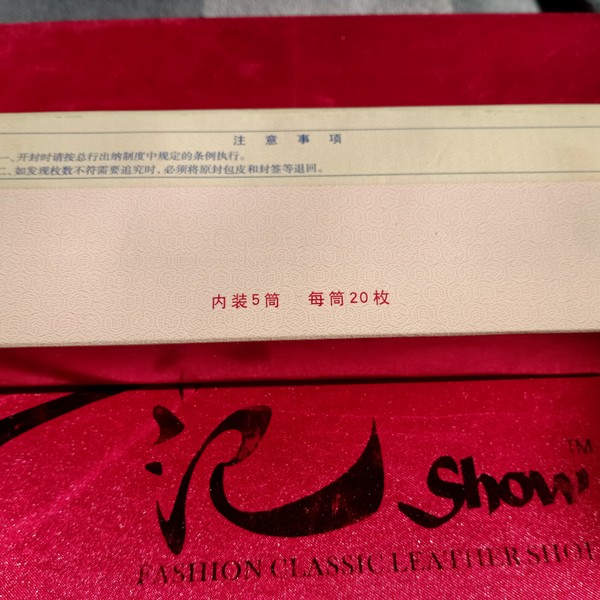 注意事项
一、开封时请按总行出纳制度中规定的条例执行。
二、如发现枚数不符需要追究时,必须将原封包皮和封签等退回。
内装5筒 每筒20枚
记
Show
TM
FASHION CLASSIC LEATHER SHOE